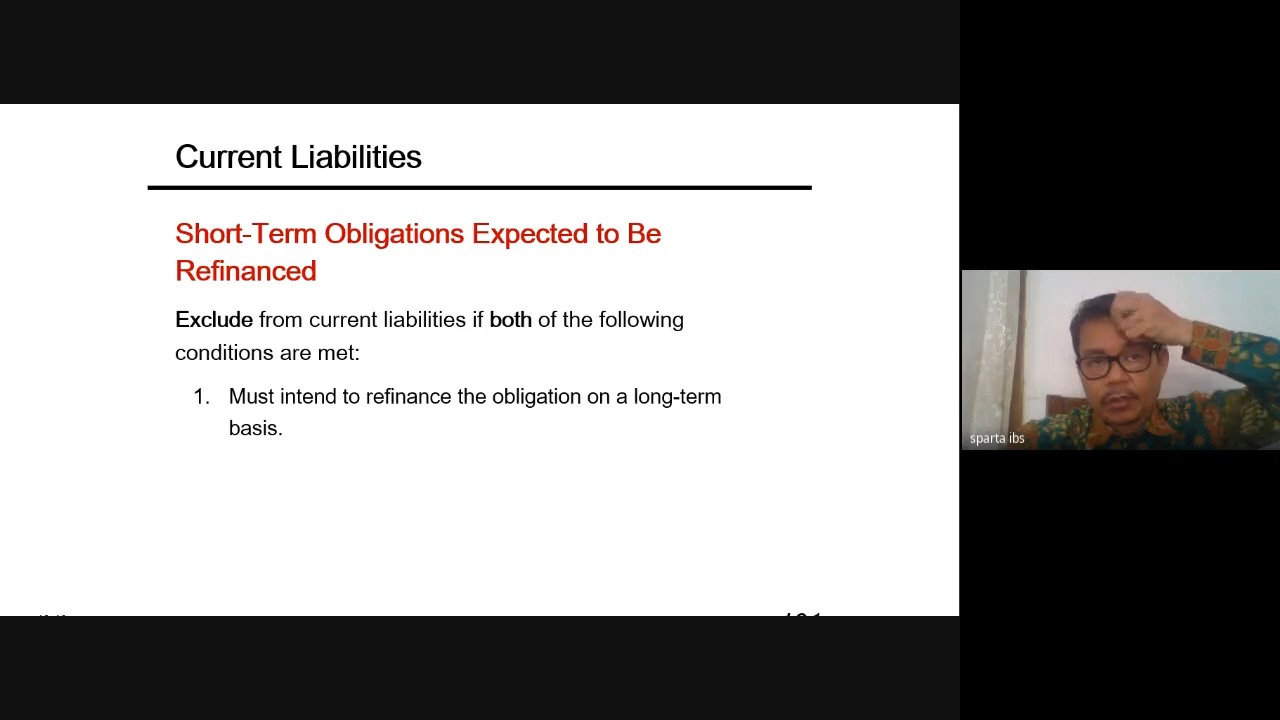 Current Liabilities
Short-Term Obligations Expected to Be
Refinanced
Exclude from current liabilities if both of the following
conditions are met:
1. Must intend to refinance the obligation on a long-term
basis.
sparta ibs